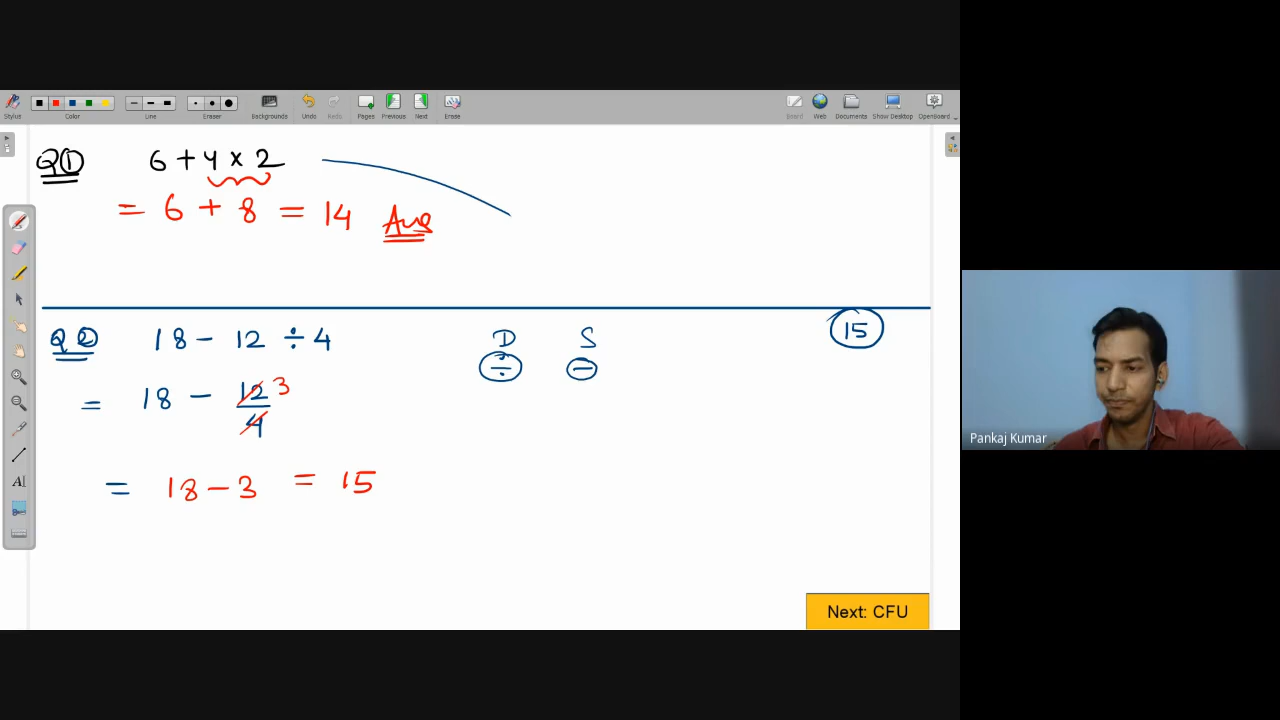 Stylus Color Line Eraser Backgrounds Undo Redo Pages Previous Next Erase Board Web Documents Show Desktop OpenBoard
Q① 6 + 4 × 2
= 6 + 8 = 14 Ans
Q② 18 - 12 ÷ 4 D S 15
÷ -
= 18 - 12/4 3
= 18 - 3 = 15
Pankaj Kumar
Next: CFU